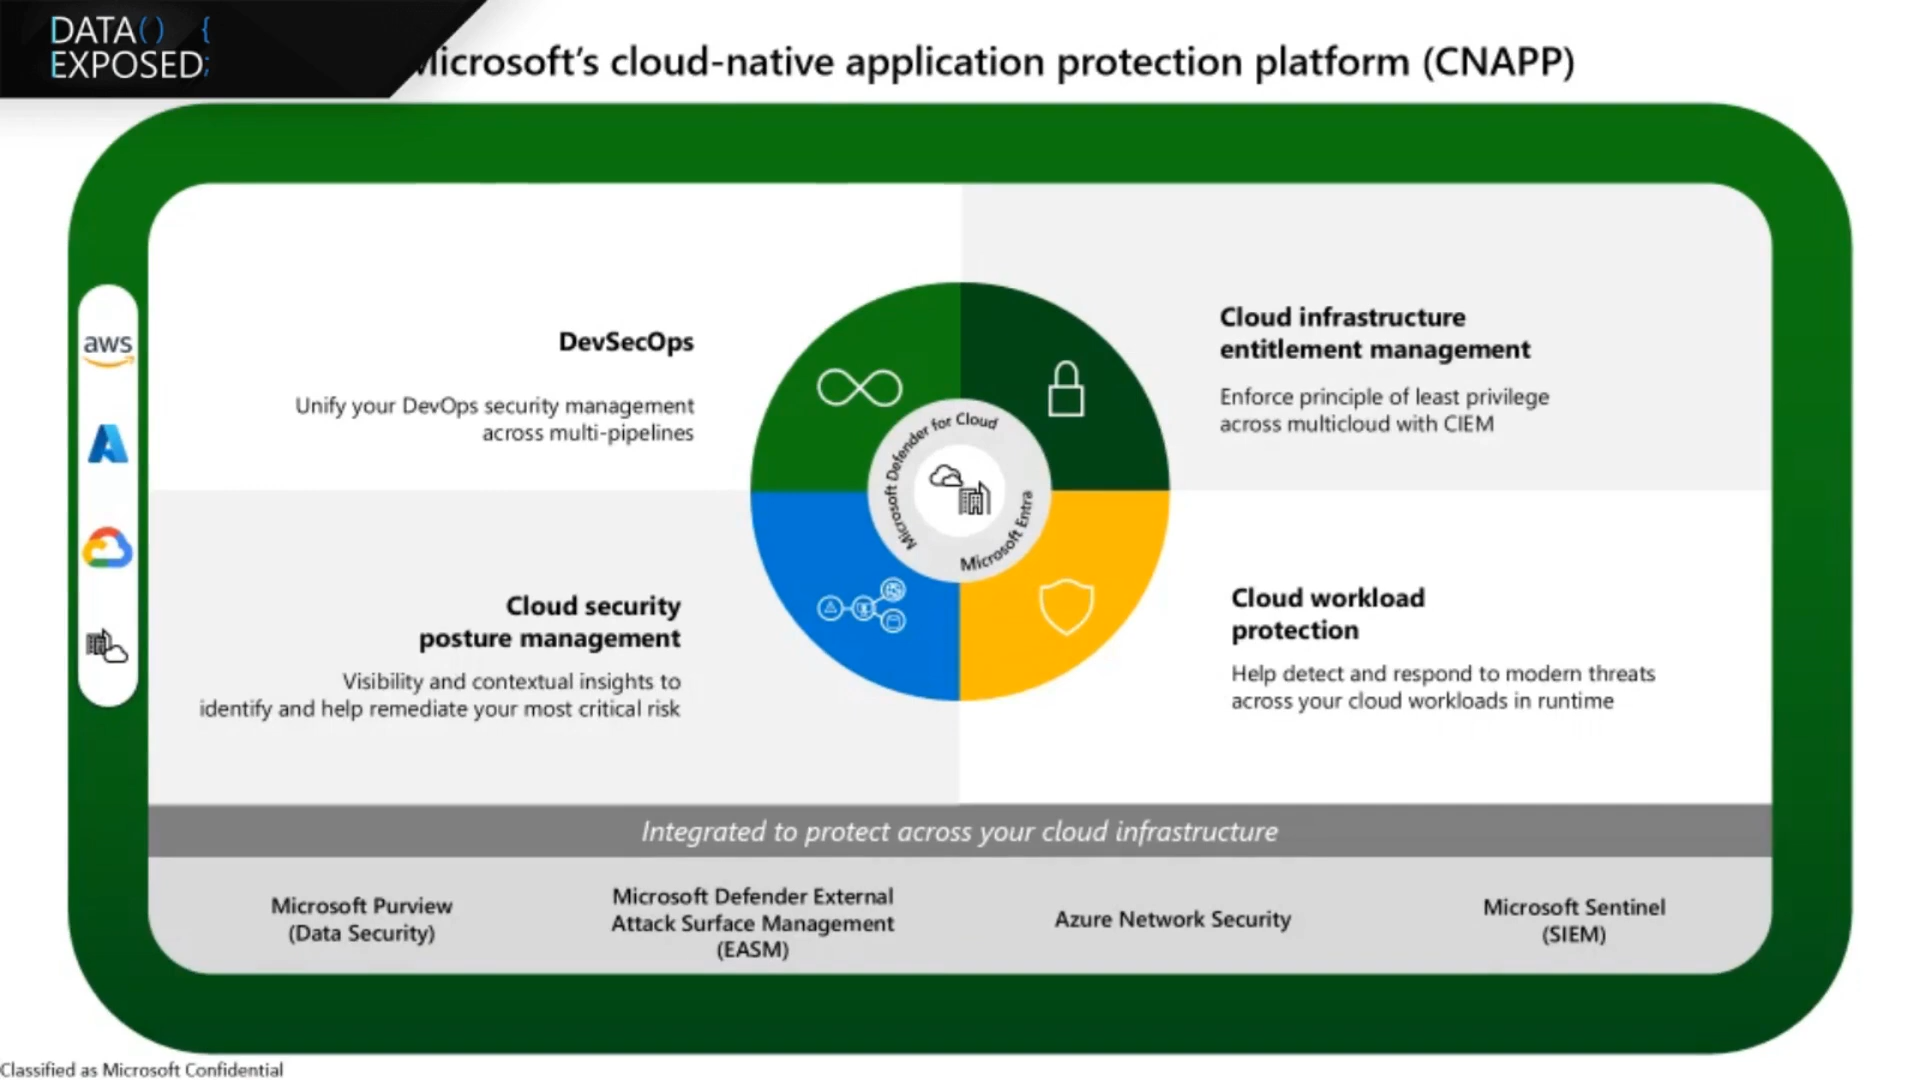 DATA() {
EXPOSED;
Microsoft's cloud-native application protection platform (CNAPP)
aws
DevSecOps
Unify your DevOps security management
across multi-pipelines
Cloud infrastructure
entitlement management
Enforce principle of least privilege
across multicloud with CIEM
Microsoft Defender for Cloud
Microsoft Entra
Cloud security
posture management
Visibility and contextual insights to
identify and help remediate your most critical risk
Cloud workload
protection
Help detect and respond to modern threats
across your cloud workloads in runtime
Integrated to protect across your cloud infrastructure
Microsoft Purview
(Data Security)
Microsoft Defender External
Attack Surface Management
(EASM)
Azure Network Security
Microsoft Sentinel
(SIEM)
Classified as Microsoft Confidential